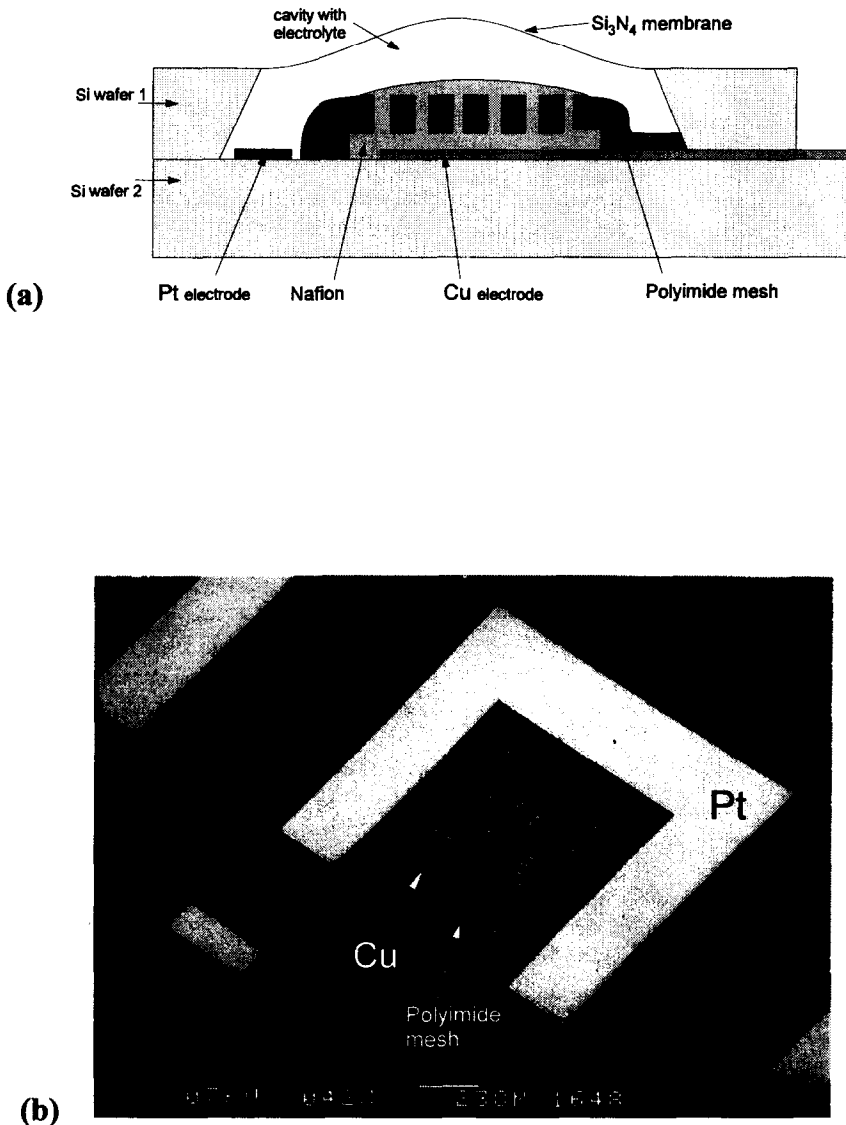 cavity with
electrolyte
Si₃N₄ membrane
Si wafer 1
Si wafer 2
Pt electrode
Nafion
Cu electrode
Polyimide mesh
(a)
Pt
Cu
Polyimide
mesh
1648
(b)